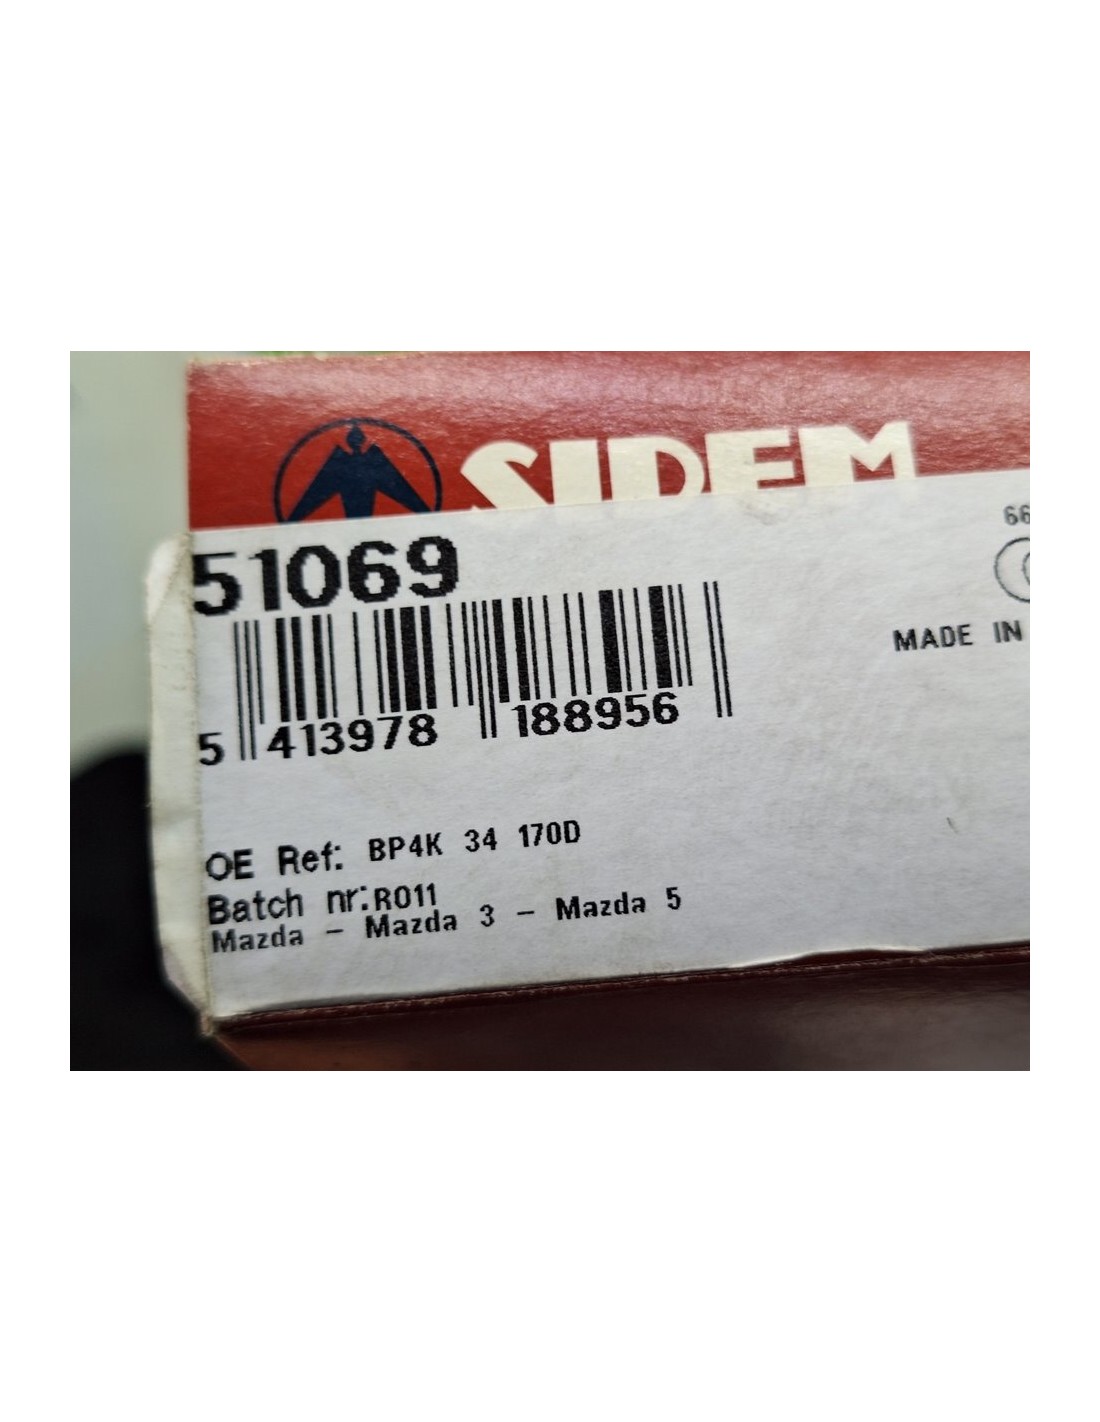 SIDEM
51069
66
MADE IN
5 413978 188956
OE Ref: BP4K 34 170D
Batch nr:R011
Mazda - Mazda 3 - Mazda 5